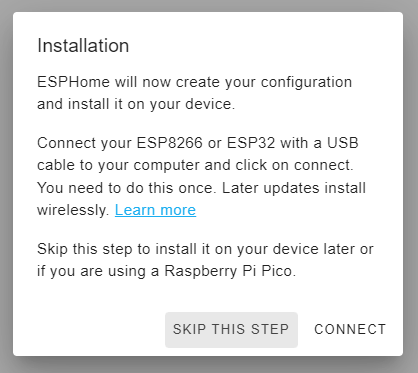 Installation
ESPHome will now create your configuration
and install it on your device.
Connect your ESP8266 or ESP32 with a USB
cable to your computer and click on connect.
You need to do this once. Later updates install
wirelessly. Learn more
Skip this step to install it on your device later or
if you are using a Raspberry Pi Pico.
SKIP THIS STEP CONNECT